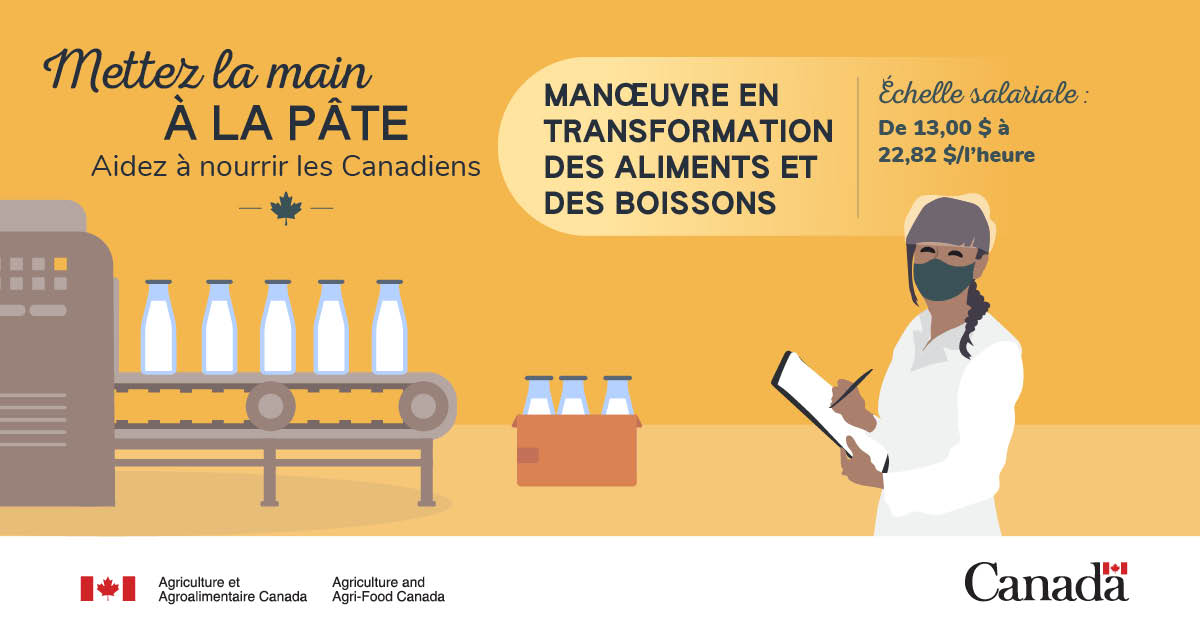 Mettez la main
À LA PÂTE
Aidez à nourrir les Canadiens
MANŒUVRE EN
TRANSFORMATION
DES ALIMENTS ET
DES BOISSONS
Échelle salariale :
De 13,00 $ à
22,82 $/l’heure
Agriculture et
Agroalimentaire Canada
Agriculture and
Agri-Food Canada
Canada